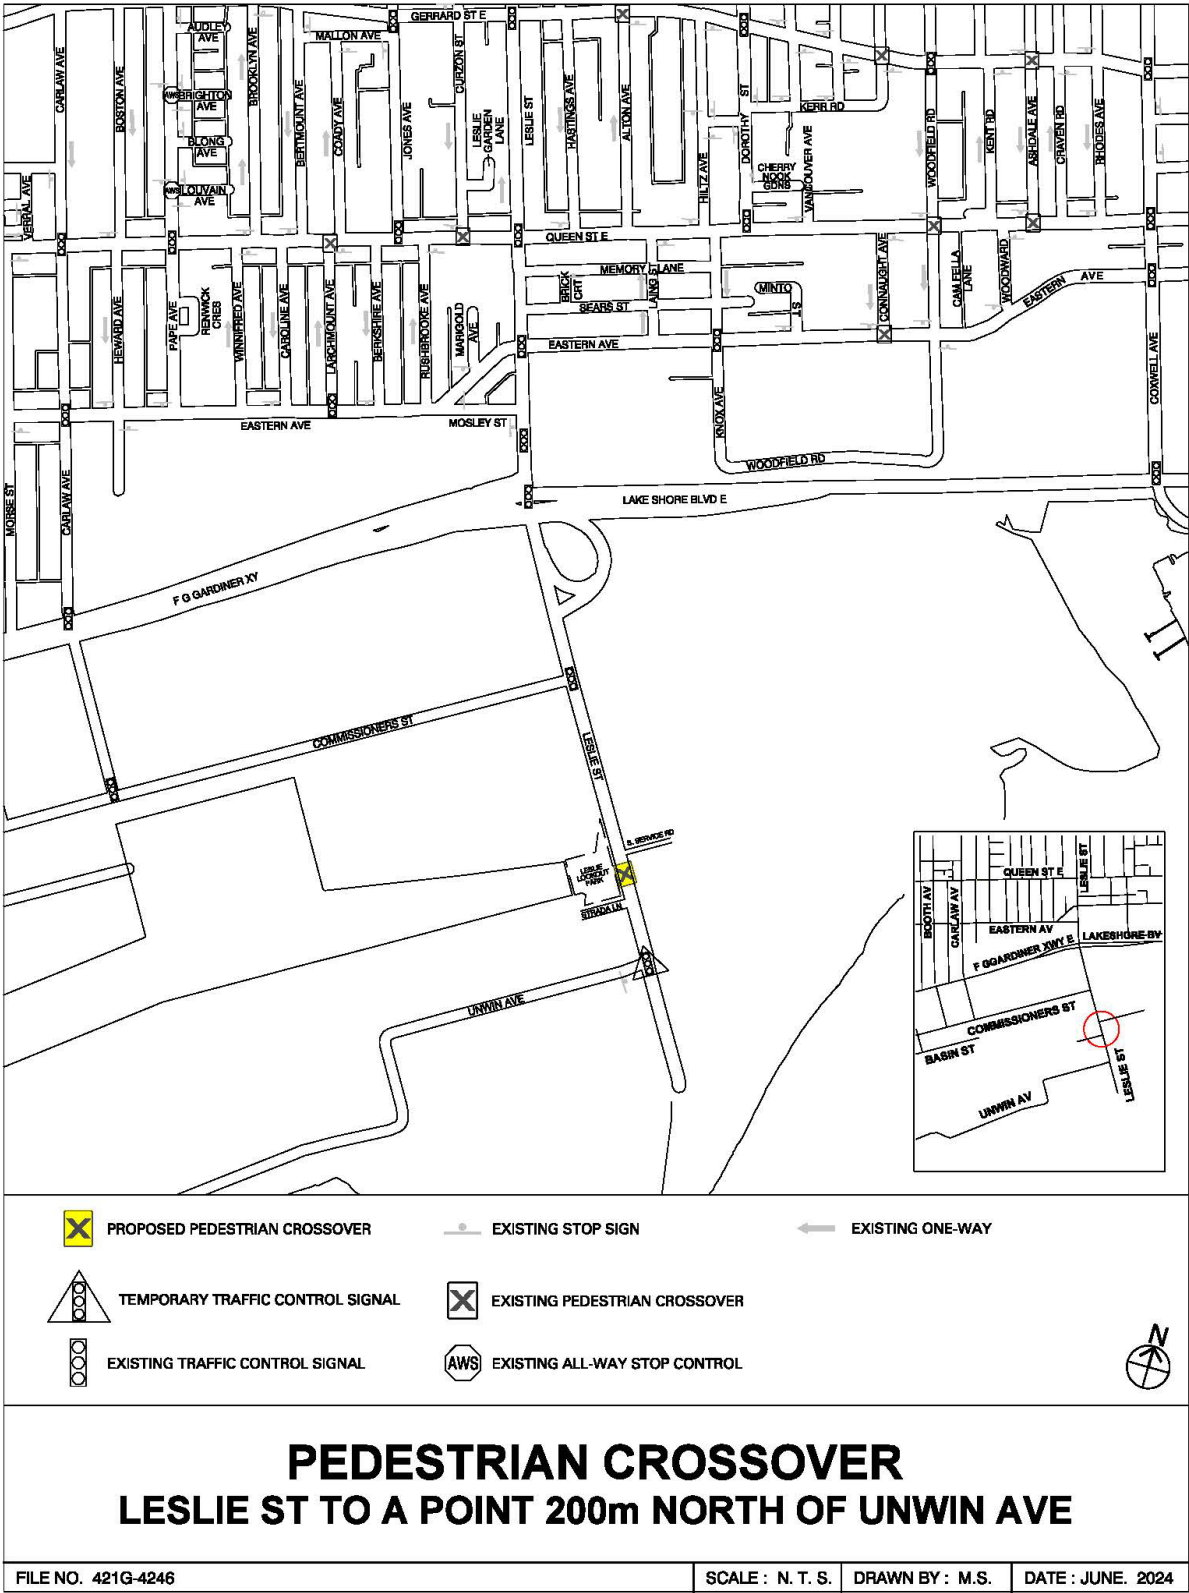 GERRARD ST E
AUDLEY
AVE
MALLON AVE
CARLAW AVE
BOSTON AVE
BROOKLYN AVE
BERTMOUNT AVE
COADY AVE
JONES AVE
CURZON ST
LESLIE
GARDEN
LANE
LESLIE ST
HASTINGS AVE
ALTON AVE
HILTZ AVE
DOROTHY ST
KERR RD
VANCOUVER AVE
CHERRY
NOOK
GDNS
WOODFIELD RD
KENT RD
ASHDALE AVE
CRAVEN RD
RHODES AVE
AWS
BRIGHTON
AVE
BLONG
AVE
AWS
LOUVAIN
AVE
VERRAL AVE
QUEEN ST E
MEMORY LANE
BRICK
CRT
LAING ST
SEARS ST
MINTO
ST
CONNAUGHT AVE
CAM FELLA
LANE
WOODWARD
EASTERN AVE
HEWARD AVE
PAPE AVE
RENWICK
CRES
WINNIFRED AVE
CAROLINE AVE
LARCHMOUNT AVE
BERKSHIRE AVE
RUSHBROOKE AVE
MARIGOLD
AVE
EASTERN AVE
KNOX AVE
COXWELL AVE
EASTERN AVE
MOSLEY ST
WOODFIELD RD
MORSE ST
CARLAW AVE
LAKE SHORE BLVD E
F G GARDINER XY
COMMISSIONERS ST
LESLIE ST
S. SERVICE RD
LESLIE
LOOKOUT
PARK
STRADA LN
UNWIN AVE
QUEEN ST E
LESLIE ST
BOOTH AV
CARLAW AV
EASTERN AV
LAKESHORE BV
F GGARDINER XWY E
COMMISSIONERS ST
BASIN ST
LESLIE ST
UNWIN AV
PROPOSED PEDESTRIAN CROSSOVER
EXISTING STOP SIGN
EXISTING ONE-WAY
TEMPORARY TRAFFIC CONTROL SIGNAL
EXISTING PEDESTRIAN CROSSOVER
EXISTING TRAFFIC CONTROL SIGNAL
AWS
EXISTING ALL-WAY STOP CONTROL
N
PEDESTRIAN CROSSOVER
LESLIE ST TO A POINT 200m NORTH OF UNWIN AVE
FILE NO. 421G-4246
SCALE : N. T. S.
DRAWN BY : M.S.
DATE : JUNE. 2024